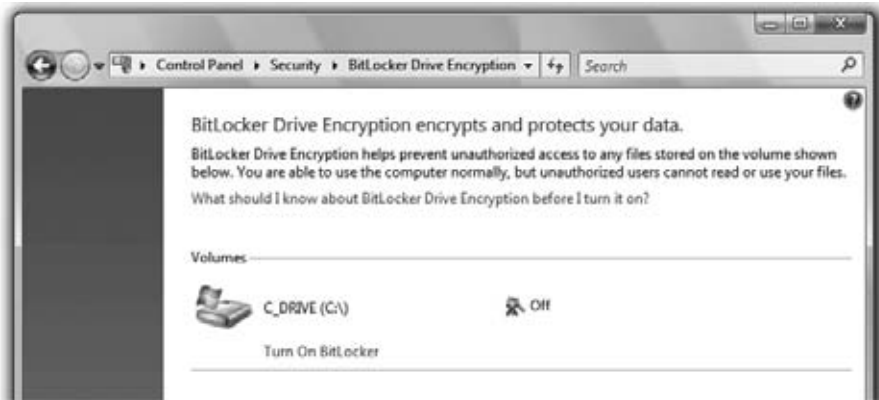 Control Panel Security BitLocker Drive Encryption Search
BitLocker Drive Encryption encrypts and protects your data.
BitLocker Drive Encryption helps prevent unauthorized access to any files stored on the volume shown
below. You are able to use the computer normally, but unauthorized users cannot read or use your files.
What should I know about BitLocker Drive Encryption before I turn it on?
Volumes
C_DRIVE (C:\) Off
Turn On BitLocker